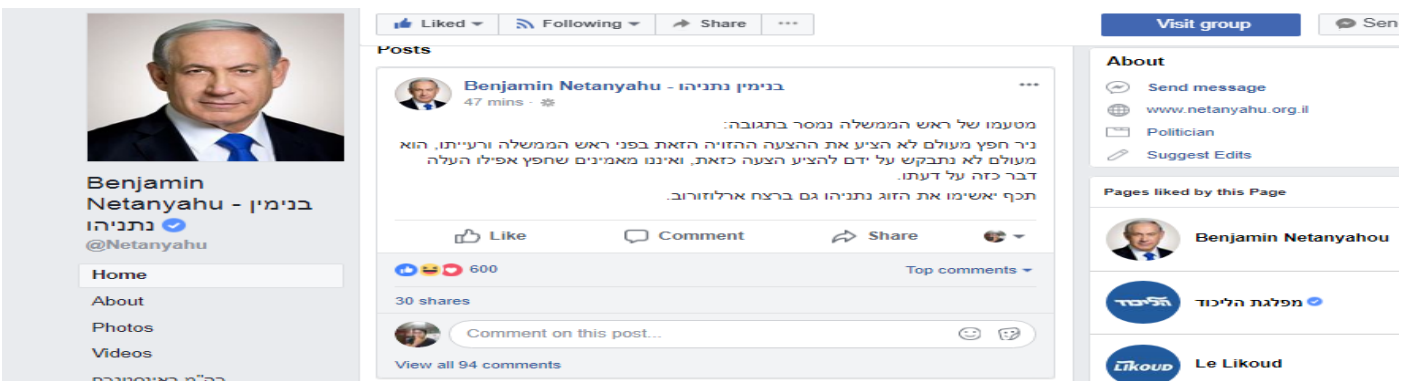 Liked
Following
Share
Visit group
Sen
Posts
Benjamin Netanyahu - בנימין נתניהו
47 mins
מטעמו של ראש הממשלה נמסר בתגובה:
ניר חפץ מעולם לא הציע את ההצעה ההזויה הזאת בפני ראש הממשלה ורעייתו, הוא
מעולם לא נתבקש על ידם להציע הצעה כזאת, ואיננו מאמינים שחפץ אפילו העלה
דבר כזה על דעתו.
תכף יאשימו את הזוג נתניהו גם ברצח ארלוזורוב.
Like
Comment
Share
600
Top comments
30 shares
Comment on this post...
View all 94 comments
Benjamin
Netanyahu - בנימין
נתניהו
@Netanyahu
Home
About
Photos
Videos
רה"מ באינסטגרם
About
Send message
www.netanyahu.org.il
Politician
Suggest Edits
Pages liked by this Page
Benjamin Netanyahou
הליכוד
מפלגת הליכוד
Likoud
Le Likoud